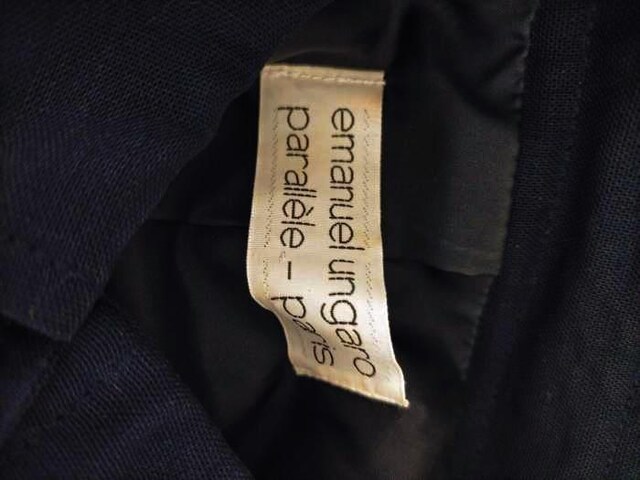 emanuel ungaro
parallèle - paris